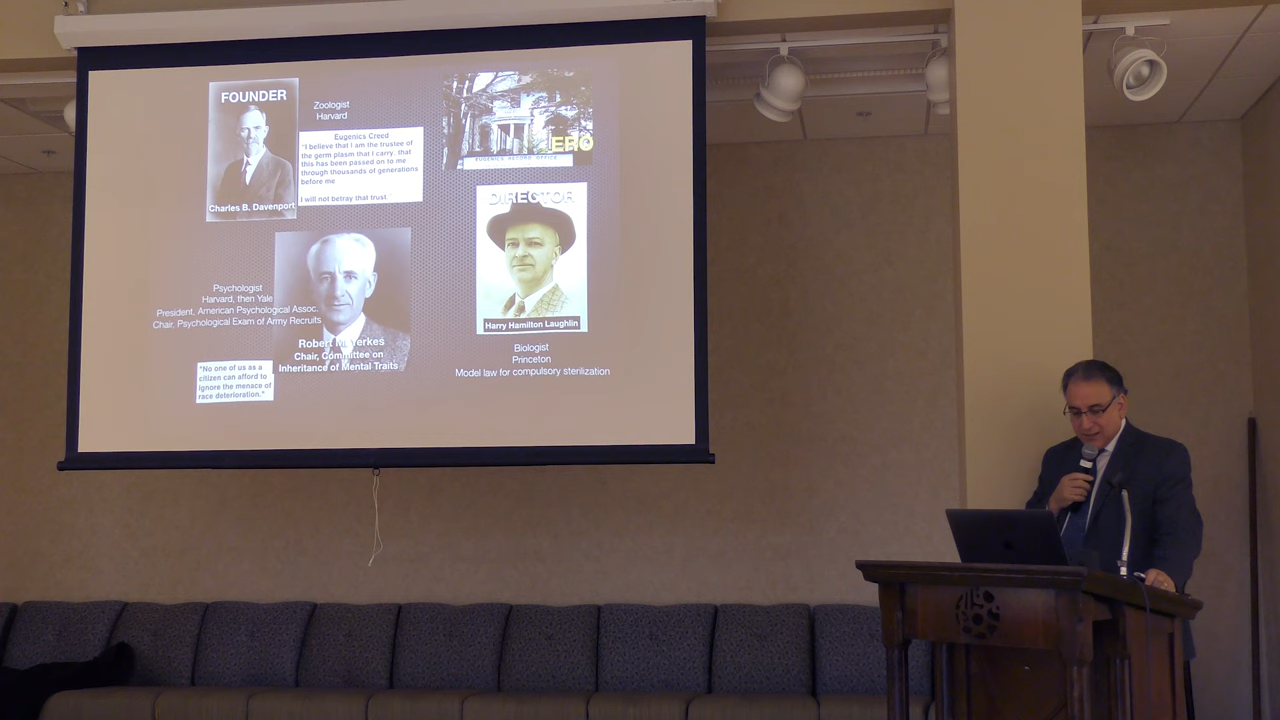 FOUNDER
Charles B. Davenport
Zoologist
Harvard
Eugenics Creed
"I believe that I am the trustee of
the germ plasm that I carry, that
this has been passed on to me
through thousands of generations
before me
I will not betray that trust"
ERO
EUGENICS RECORD OFFICE
DIRECTOR
Harry Hamilton Laughlin
Biologist
Princeton
Model law for compulsory sterilization
Psychologist
Harvard, then Yale
President, American Psychological Assoc.
Chair, Psychological Exam of Army Recruits
Robert M. Yerkes
Chair, Committee on
Inheritance of Mental Traits
"No one of us as a
citizen can afford to
ignore the menace of
race deterioration."